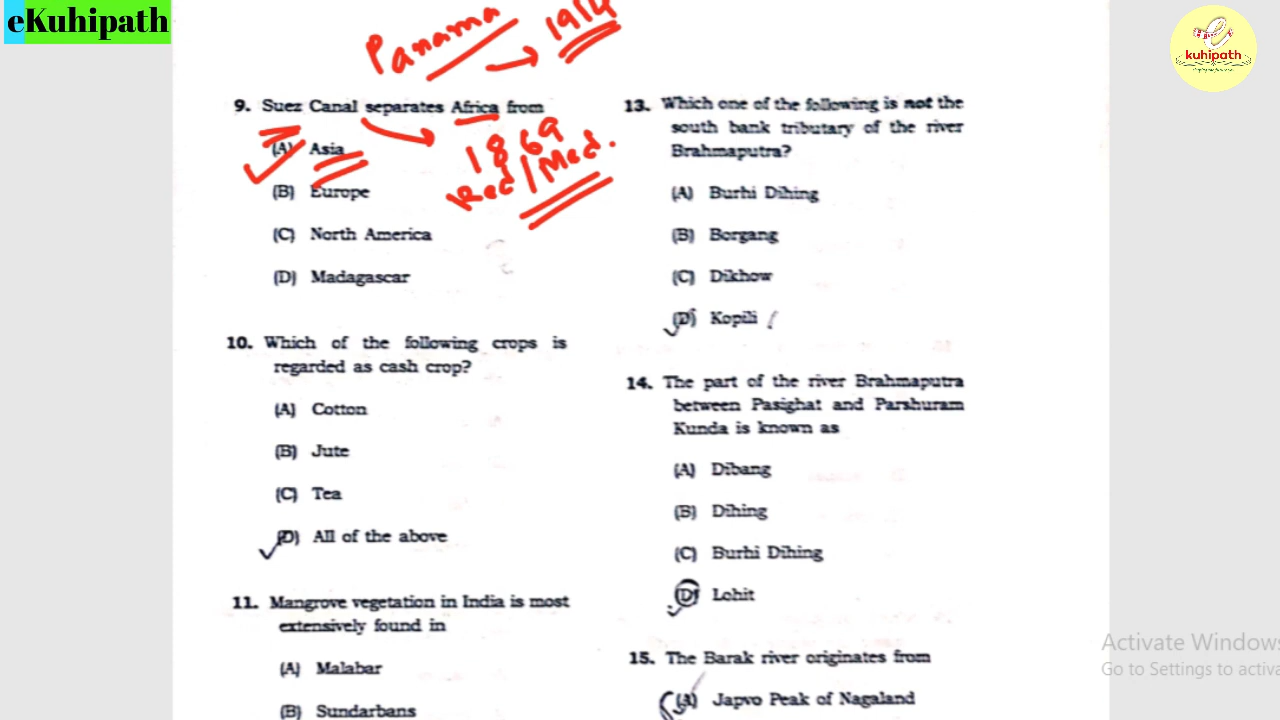 eKuhipath
Panama → 1914
kuhipath
9. Suez Canal separates Africa from
(A) Asia
(B) Europe
(C) North America
(D) Madagascar
1869
Red/Med.
10. Which of the following crops is
regarded as cash crop?
(A) Cotton
(B) Jute
(C) Tea
(D) All of the above
11. Mangrove vegetation in India is most
extensively found in
(A) Malabar
(B) Sundarbans
13. Which one of the following is not the
south bank tributary of the river
Brahmaputra?
(A) Burhi Dihing
(B) Borgang
(C) Dikhow
(D) Kopili
14. The part of the river Brahmaputra
between Pasighat and Parshuram
Kunda is known as
(A) Dibang
(B) Dihing
(C) Burhi Dihing
(D) Lohit
15. The Barak river originates from
(A) Japvo Peak of Nagaland
Activate Windows
Go to Settings to activa